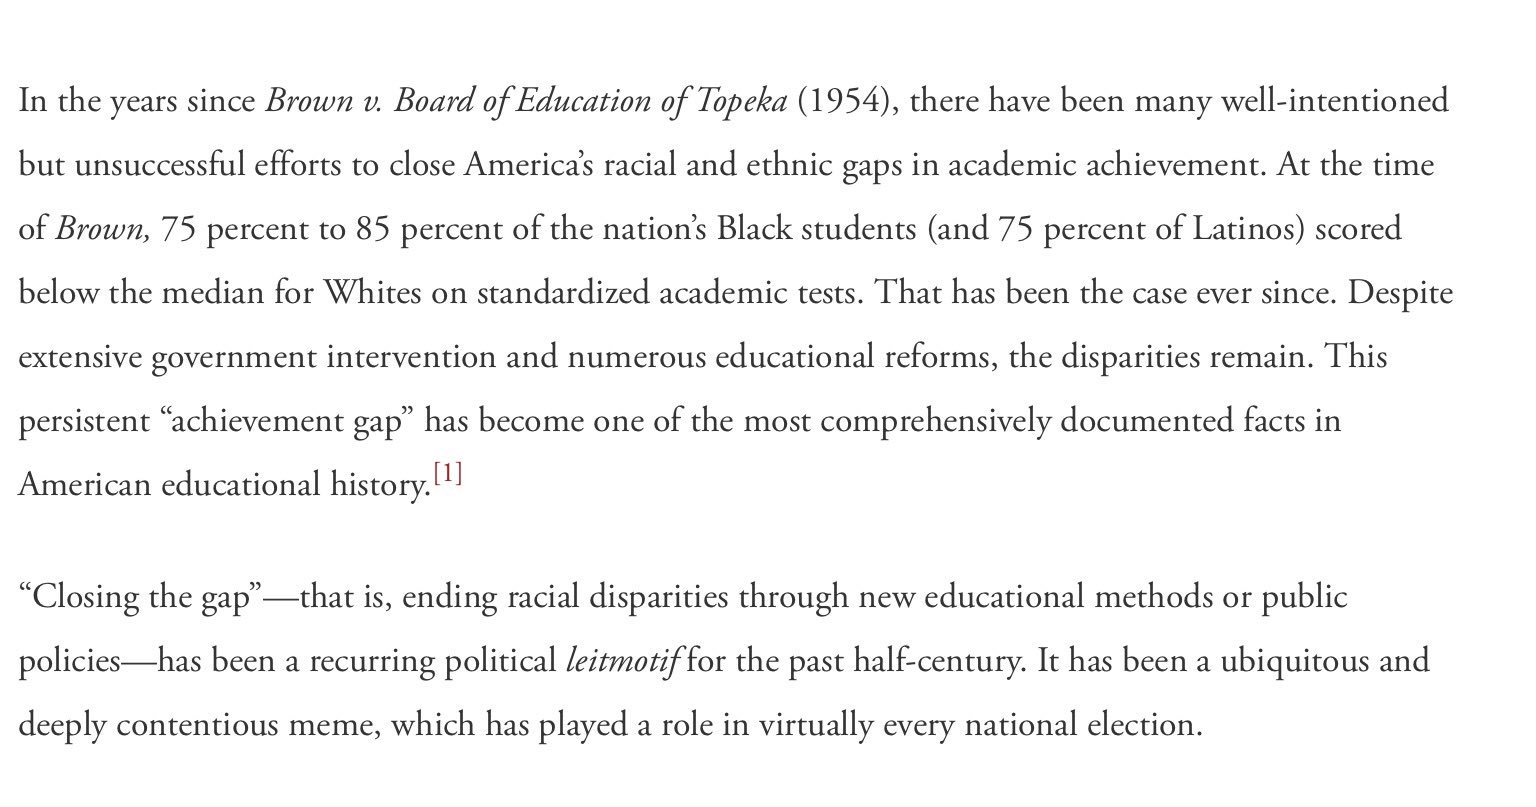 In the years since Brown v. Board of Education of Topeka (1954), there have been many well-intentioned
but unsuccessful efforts to close America’s racial and ethnic gaps in academic achievement. At the time
of Brown, 75 percent to 85 percent of the nation’s Black students (and 75 percent of Latinos) scored
below the median for Whites on standardized academic tests. That has been the case ever since. Despite
extensive government intervention and numerous educational reforms, the disparities remain. This
persistent “achievement gap” has become one of the most comprehensively documented facts in
American educational history.[1]
“Closing the gap”—that is, ending racial disparities through new educational methods or public
policies—has been a recurring political leitmotif for the past half-century. It has been a ubiquitous and
deeply contentious meme, which has played a role in virtually every national election.